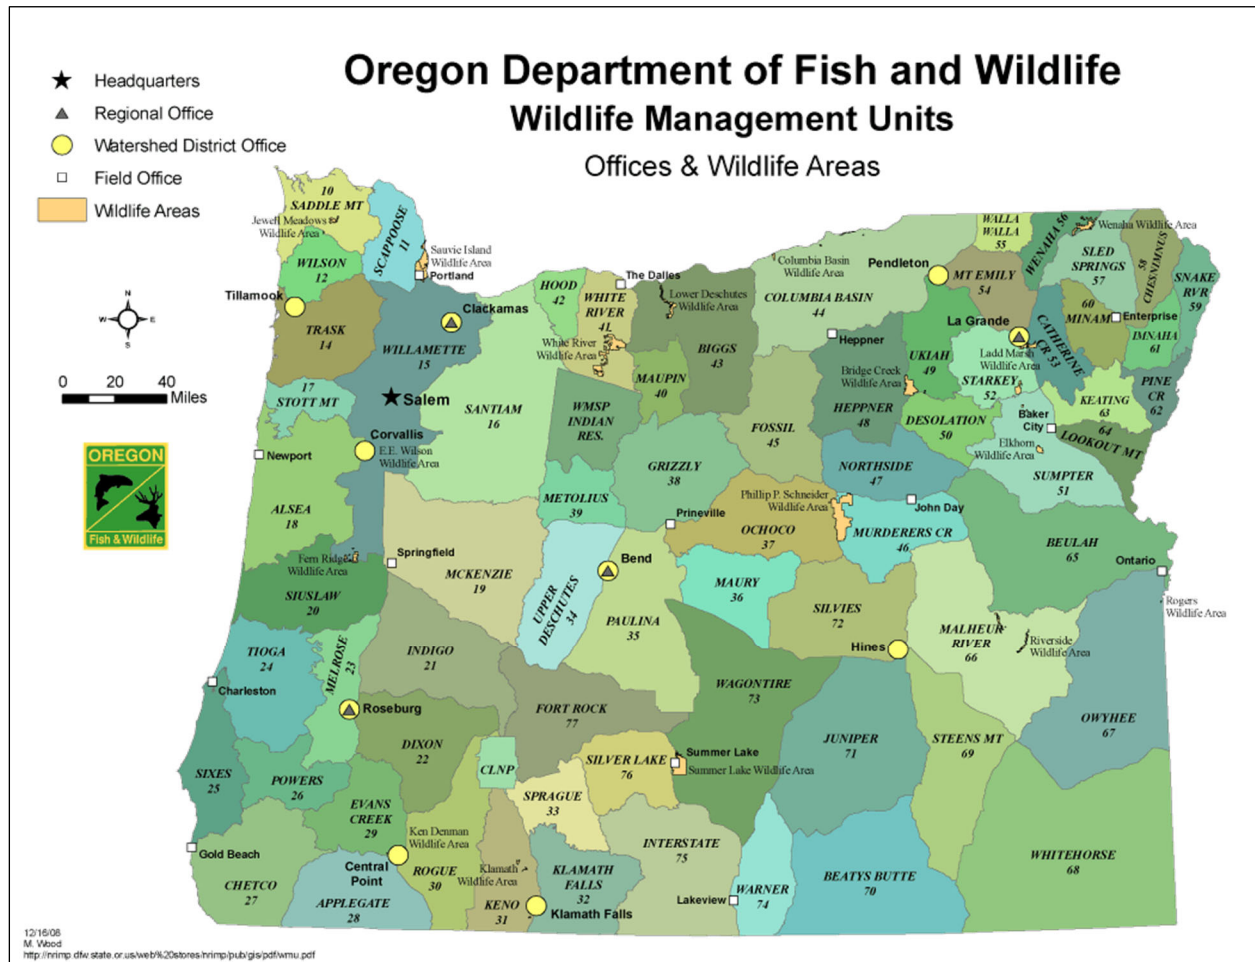 Oregon Department of Fish and Wildlife
Wildlife Management Units
Offices & Wildlife Areas
Headquarters
Regional Office
Watershed District Office
Field Office
Wildlife Areas
N
W
E
S
0
20
40
Miles
OREGON
Fish & Wildlife
10
SADDLE MT
Jewell Meadows
Wildlife Area
SCAPPOOSE
11
Sauvie Island
Wildlife Area
Portland
WILSON
12
Tillamook
TRASK
14
Clackamas
WILLAMETTE
15
17
STOTT MT
Salem
SANTIAM
16
Corvallis
E.E. Wilson
Wildlife Area
Newport
ALSEA
18
Fern Ridge
Wildlife Area
Springfield
MCKENZIE
19
SIUSLAW
20
HOOD
42
WHITE
RIVER
41
White River
Wildlife Area
The Dalles
Lower Deschutes
Wildlife Area
BIGGS
43
MAUPIN
40
WMSP
INDIAN
RES.
METOLIUS
39
GRIZZLY
38
Prineville
Columbia Basin
Wildlife Area
COLUMBIA BASIN
44
Pendleton
Heppner
WALLA
WALLA
55
WENAHA 56
Wenaha Wildlife Area
SLED
SPRINGS
57
CHESNIMNUS
58
SNAKE
RVR
59
MT EMILY
54
La Grande
Ladd Marsh
Wildlife Area
CATHERINE
CR 53
60
MINAM
Enterprise
IMNAHA
61
PINE
CR
62
KEATING
63
64
LOOKOUT MT
UKIAH
49
Bridge Creek
Wildlife Area
STARKEY
52
HEPPNER
48
DESOLATION
50
Baker
City
Elkhorn
Wildlife Area
SUMPTER
51
FOSSIL
45
NORTHSIDE
47
Phillip P. Schneider
Wildlife Area
John Day
OCHOCO
37
MURDERERS CR
46
BEULAH
65
Ontario
Rogers
Wildlife Area
Bend
UPPER
DESCHUTES
34
PAULINA
35
MAURY
36
SILVIES
72
Hines
MALHEUR
RIVER
66
Riverside
Wildlife Area
TIOGA
24
MELROSE
23
INDIGO
21
Charleston
Roseburg
FORT ROCK
77
WAGONTIRE
73
DIXON
22
CLNP
SILVER LAKE
76
Summer Lake
Summer Lake Wildlife Area
JUNIPER
71
STEENS MT
69
OWYHEE
67
SIXES
25
POWERS
26
EVANS
CREEK
29
SPRAGUE
33
Ken Denman
Wildlife Area
Gold Beach
Central
Point
ROGUE
30
Klamath
Wildlife Area
KLAMATH
FALLS
32
INTERSTATE
75
WHITEHORSE
68
CHETCO
27
APPLEGATE
28
KENO
31
Klamath Falls
Lakeview
WARNER
74
BEATYS BUTTE
70
12/16/08
M. Wood
http://nrimp.dfw.state.or.us/web%20stores/nrimp/pub/gis/pdf/wmu.pdf